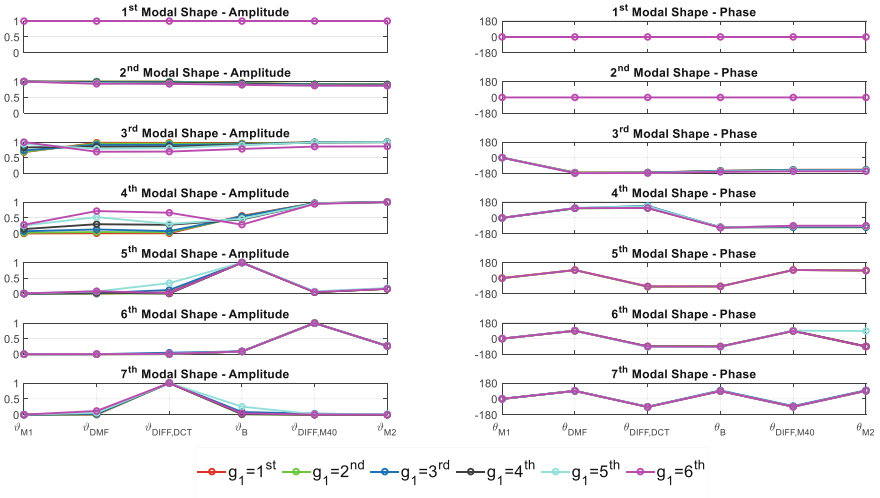 1st Modal Shape - Amplitude
1
0.5
0
2nd Modal Shape - Amplitude
1
0.5
0
3rd Modal Shape - Amplitude
1
0.5
0
4th Modal Shape - Amplitude
1
0.5
0
5th Modal Shape - Amplitude
1
0.5
0
6th Modal Shape - Amplitude
1
0.5
0
7th Modal Shape - Amplitude
1
0.5
0
ϑM1 ϑDMF ϑDIFF,DCT ϑB ϑDIFF,M40 ϑM2
1st Modal Shape - Phase
180
0
-180
2nd Modal Shape - Phase
180
0
-180
3rd Modal Shape - Phase
180
0
-180
4th Modal Shape - Phase
180
0
-180
5th Modal Shape - Phase
180
0
-180
6th Modal Shape - Phase
180
0
-180
7th Modal Shape - Phase
180
0
-180
θM1 θDMF θDIFF,DCT θB θDIFF,M40 θM2
g1=1st g1=2nd g1=3rd g1=4th g1=5th g1=6th